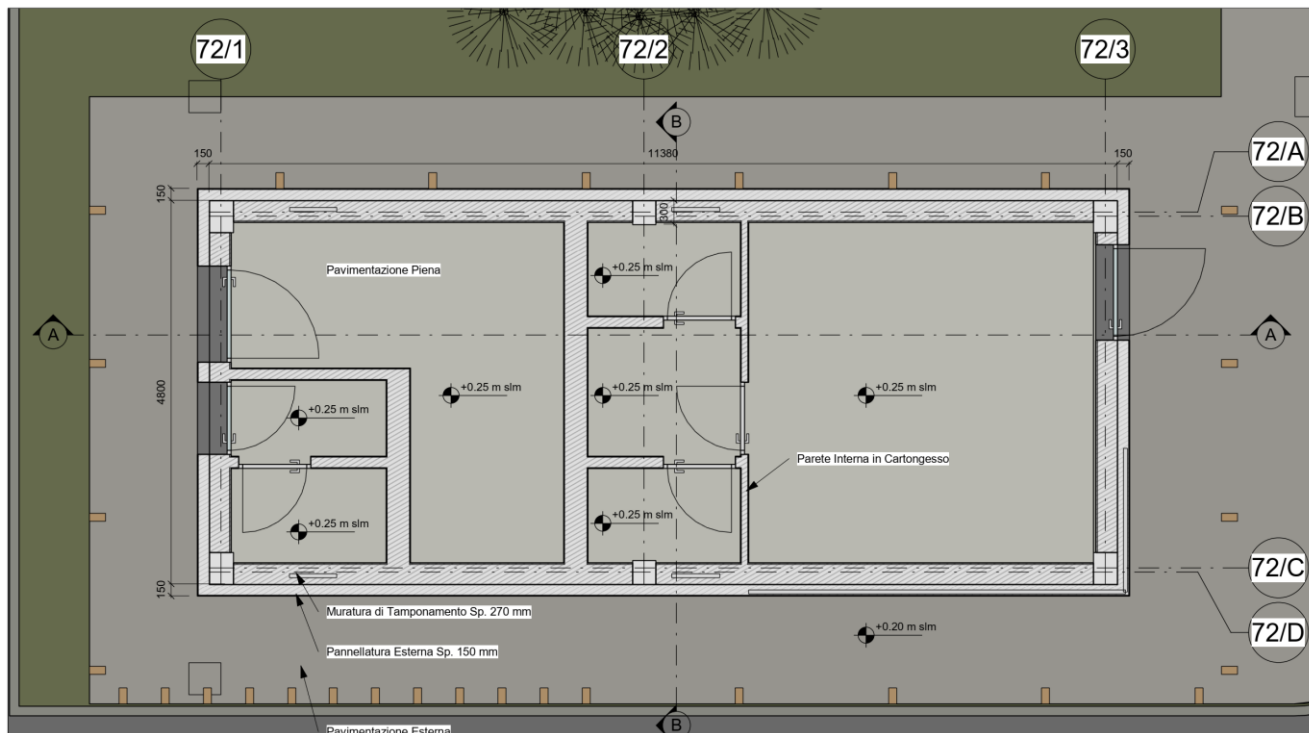 72/1
72/2
72/3
B
150
11380
150
72/A
150
300
72/B
+0.25 m slm
Pavimentazione Piena
A
A
4800
+0.25 m slm
+0.25 m slm
+0.25 m slm
+0.25 m slm
Parete Interna in Cartongesso
+0.25 m slm
+0.25 m slm
72/C
150
Muratura di Tamponamento Sp. 270 mm
+0.20 m slm
72/D
Pannellatura Esterna Sp. 150 mm
B
Pavimentazione Esterna